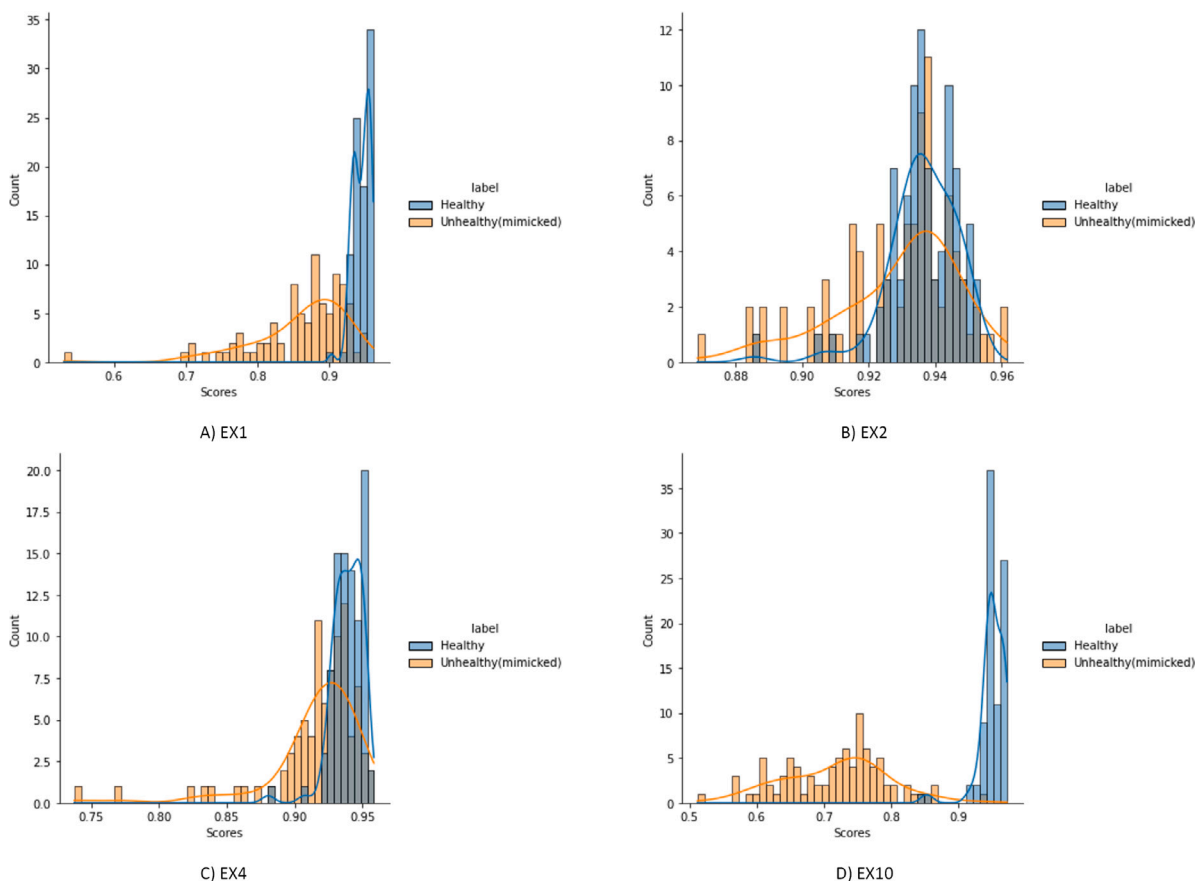 35
30
25
20
15
10
5
0
Count
0.6 0.7 0.8 0.9
Scores
label
Healthy
Unhealthy(mimicked)
A) EX1
12
10
8
6
4
2
0
Count
0.88 0.90 0.92 0.94 0.96
Scores
label
Healthy
Unhealthy(mimicked)
B) EX2
20.0
17.5
15.0
12.5
10.0
7.5
5.0
2.5
0.0
Count
0.75 0.80 0.85 0.90 0.95
Scores
label
Healthy
Unhealthy(mimicked)
C) EX4
35
30
25
20
15
10
5
0
Count
0.5 0.6 0.7 0.8 0.9
Scores
label
Healthy
Unhealthy(mimicked)
D) EX10